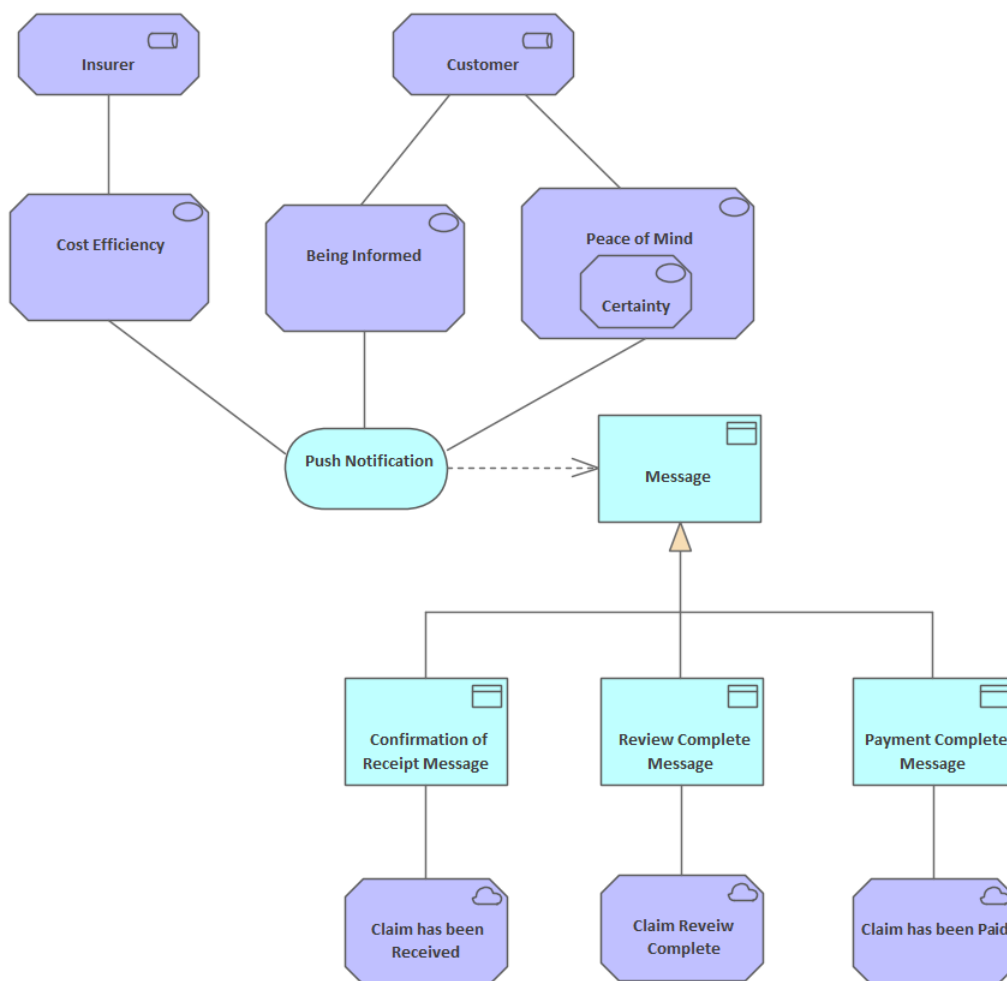 Insurer
Customer
Cost Efficiency
Being Informed
Peace of Mind
Certainty
Push Notification
Message
Confirmation of
Receipt Message
Review Complete
Message
Payment Complete
Message
Claim has been
Received
Claim Reveiw
Complete
Claim has been Paid